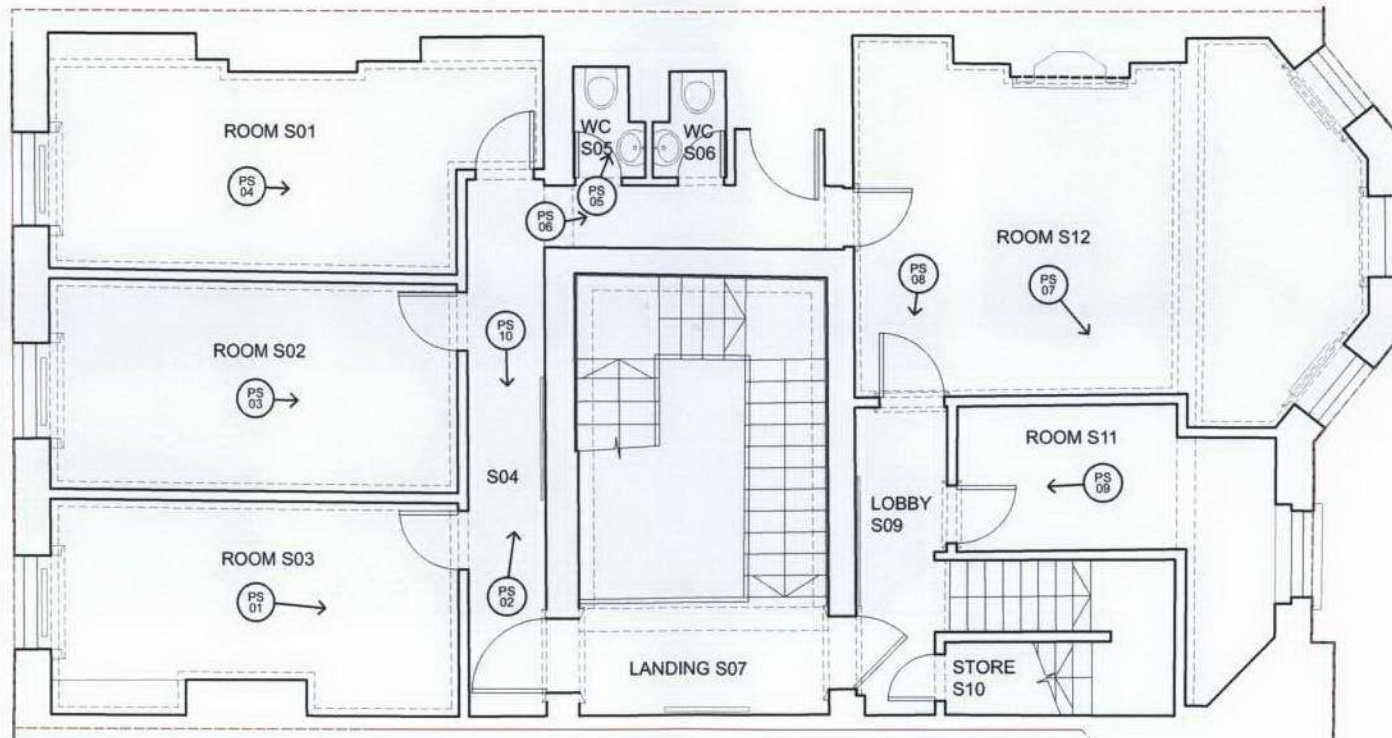 ROOM S01
PS
04
WC
S05
WC
S06
PS
05
PS
06
ROOM S12
PS
08
PS
07
ROOM S02
PS
03
PS
10
S04
ROOM S11
PS
09
LOBBY
S09
ROOM S03
PS
01
PS
02
LANDING S07
STORE
S10